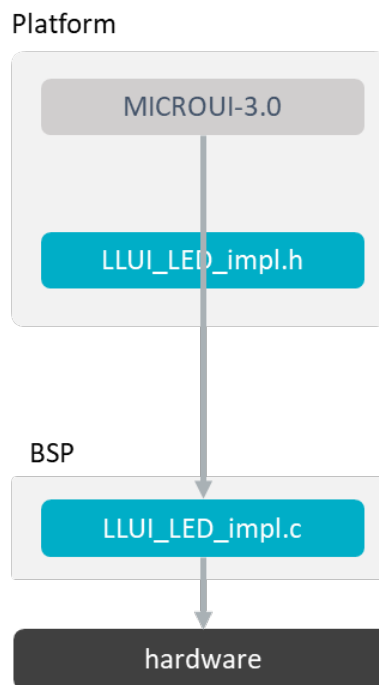 Platform
MICROUI-3.0
LLUI_LED_impl.h
BSP
LLUI_LED_impl.c
hardware